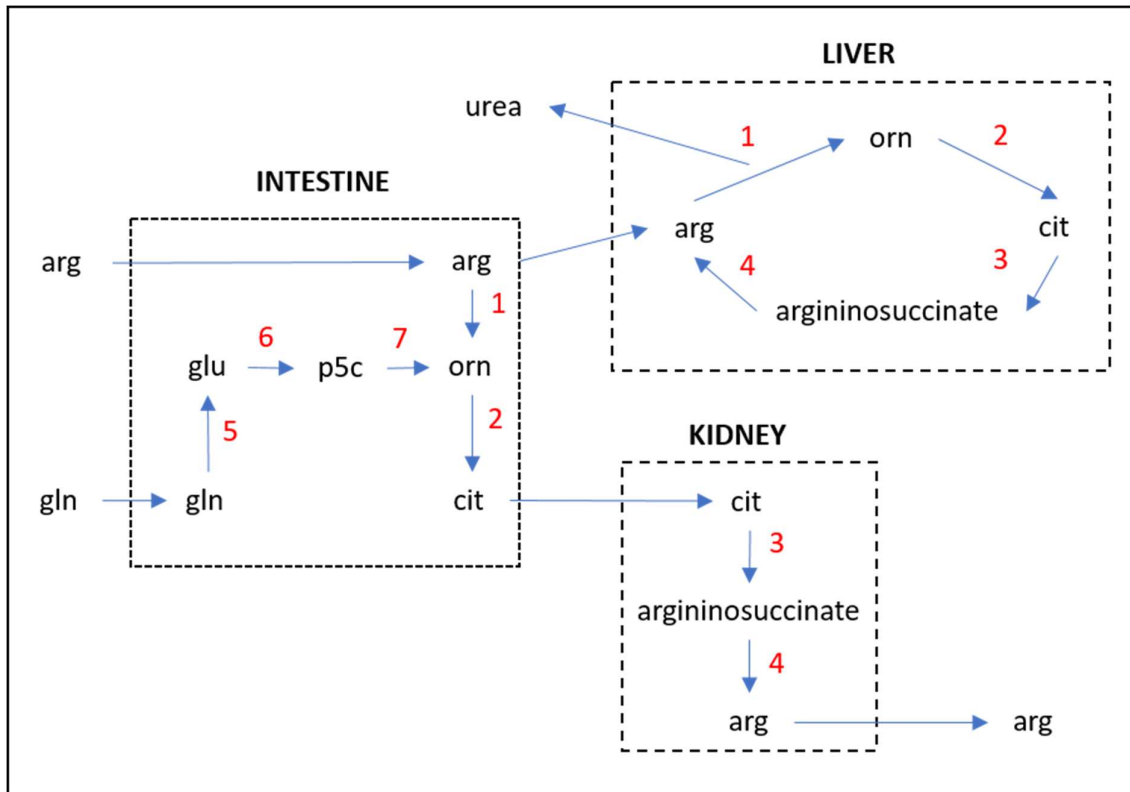 LIVER
urea
1
orn
2
INTESTINE
arg
cit
arg
arg
4
3
1
argininosuccinate
6
7
glu
p5c
orn
5
2
KIDNEY
gln
gln
cit
cit
3
argininosuccinate
4
arg
arg